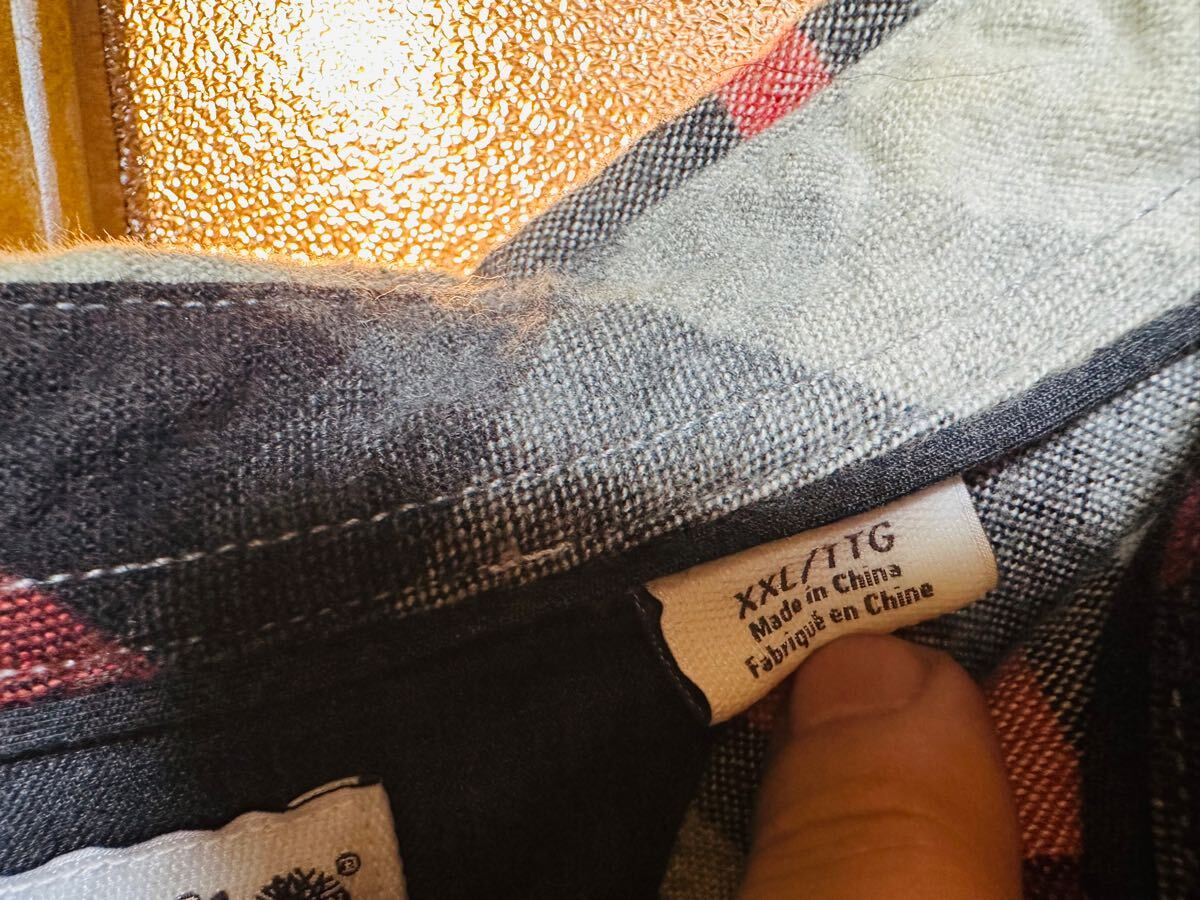 XXL/TTG
Made in China
Fabriqué en Chine
®